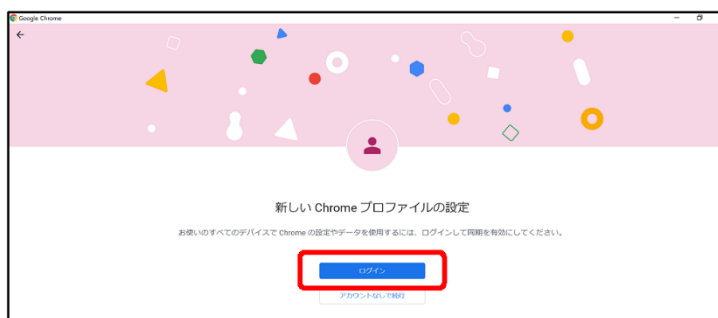 Google Chrome
新しい Chrome プロファイルの設定
お使いのすべてのデバイスで Chrome の設定やデータを使用するには、ログインして同期を有効にしてください。
ログイン
アカウントなしで続行